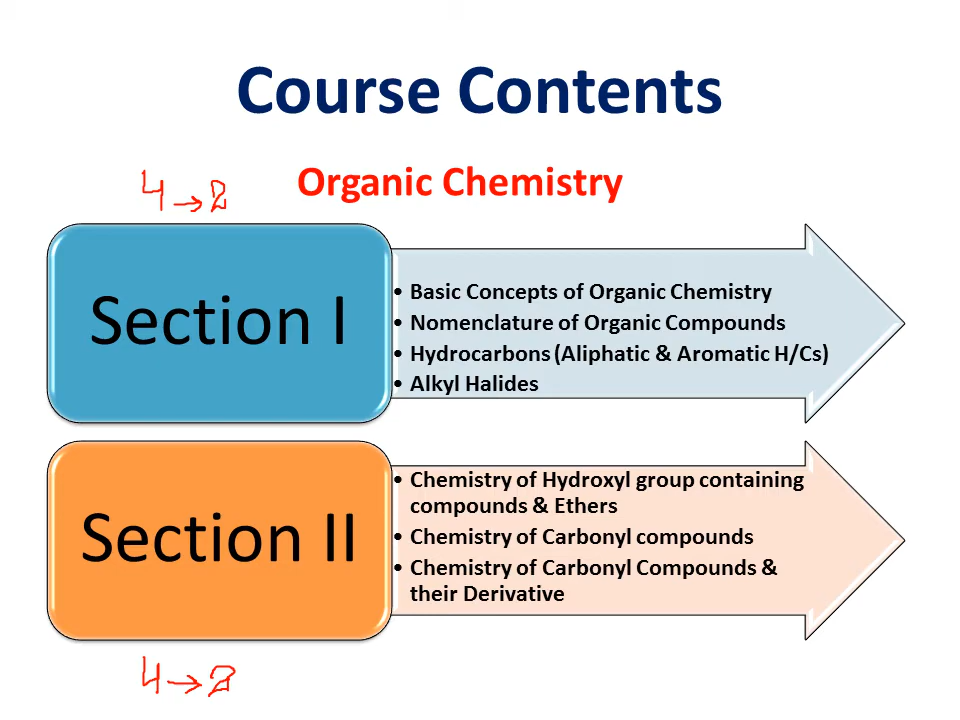 Course Contents
4→2
Organic Chemistry
Section I
• Basic Concepts of Organic Chemistry
• Nomenclature of Organic Compounds
• Hydrocarbons (Aliphatic & Aromatic H/Cs)
• Alkyl Halides
Section II
• Chemistry of Hydroxyl group containing
compounds & Ethers
• Chemistry of Carbonyl compounds
• Chemistry of Carbonyl Compounds &
their Derivative
4→2